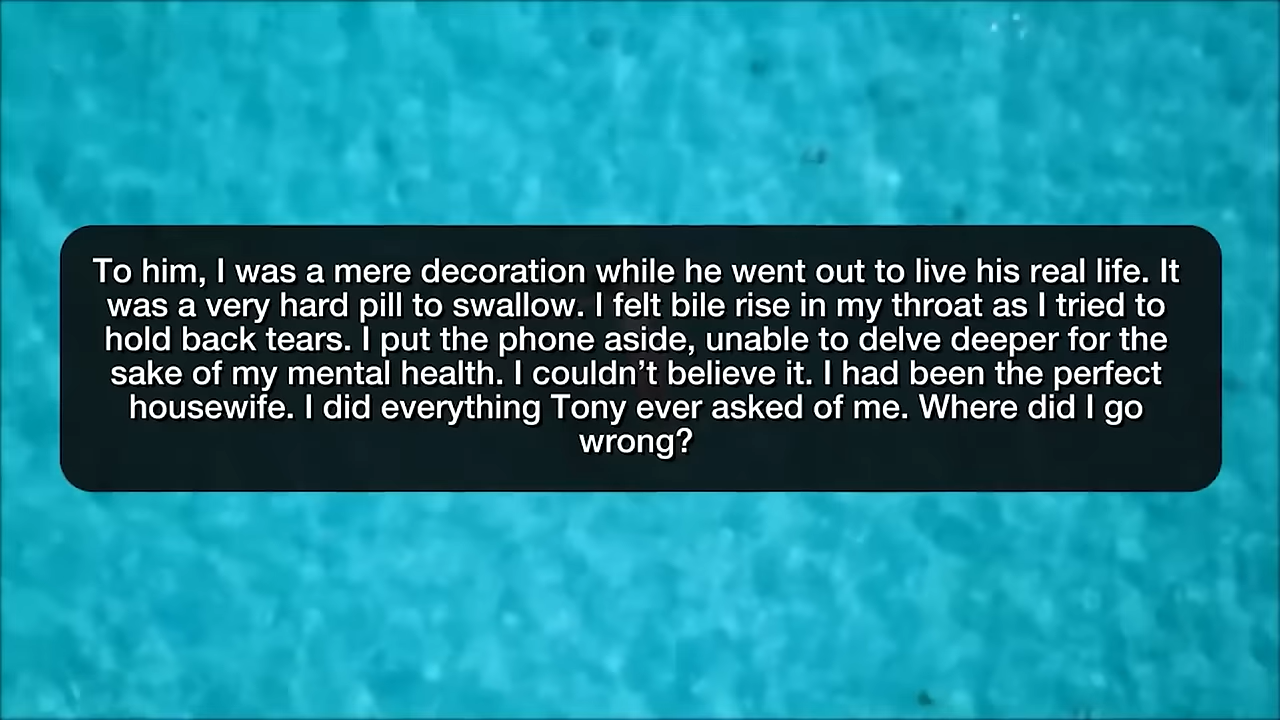 To him, I was a mere decoration while he went out to live his real life. It
was a very hard pill to swallow. I felt bile rise in my throat as I tried to
hold back tears. I put the phone aside, unable to delve deeper for the
sake of my mental health. I couldn’t believe it. I had been the perfect
housewife. I did everything Tony ever asked of me. Where did I go
wrong?